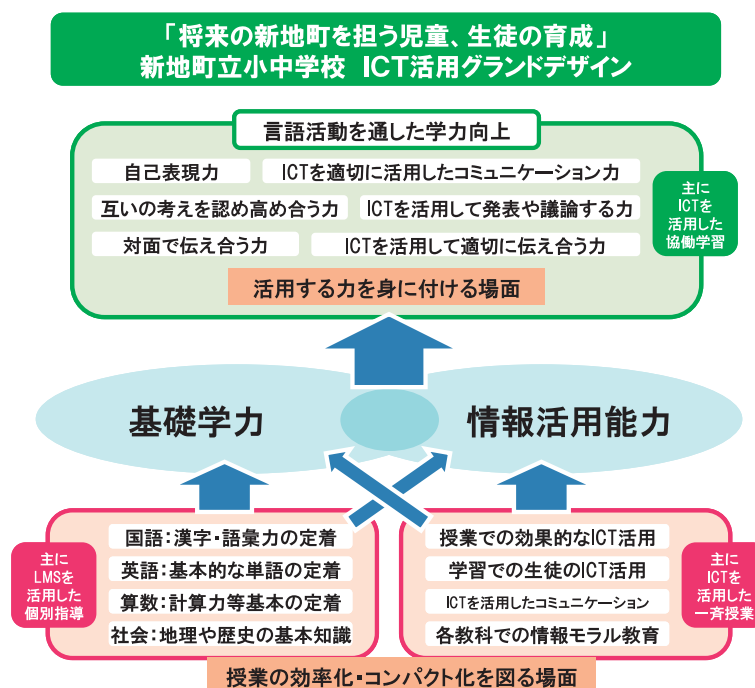 「将来の新地町を担う児童、生徒の育成」
新地町立小中学校 ICT活用グランドデザイン
言語活動を通した学力向上
自己表現力
ICTを適切に活用したコミュニケーション力
互いの考えを認め高め合う力
ICTを活用して発表や議論する力
対面で伝え合う力
ICTを活用して適切に伝え合う力
主に
ICTを
活用した
協働学習
活用する力を身に付ける場面
基礎学力
情報活用能力
主に
LMSを
活用した
個別指導
国語:漢字・語彙力の定着
英語:基本的な単語の定着
算数:計算力等基本の定着
社会:地理や歴史の基本知識
授業での効果的なICT活用
学習での生徒のICT活用
ICTを活用したコミュニケーション
各教科での情報モラル教育
主に
ICTを
活用した
一斉授業
授業の効率化・コンパクト化を図る場面